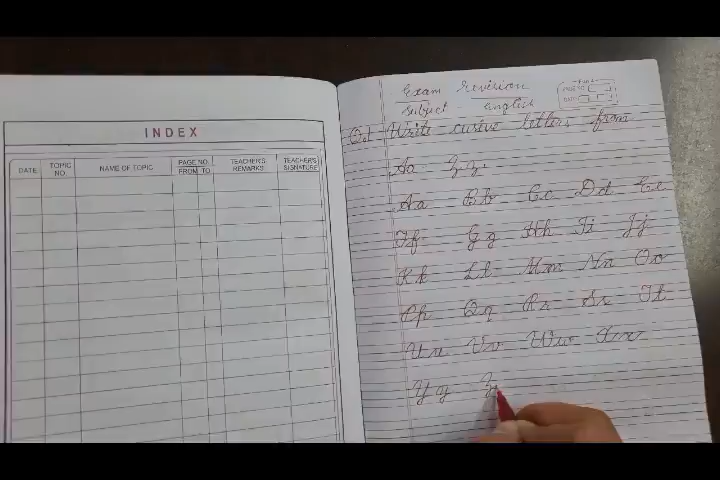 INDEX
DATE TOPIC NO. NAME OF TOPIC PAGE NO. FROM TO TEACHER'S REMARKS TEACHER'S SIGNATURE
Exam revision
Subject - english
Q.1 Write cursive letters from
Aa - Zz.
Aa Bb Cc Dd Ee
Ff Gg Hh Ii Jj
Kk Ll Mm Nn Oo
Pp Qq Rr Ss Tt
Uu Vv Ww Xx
Yy Z